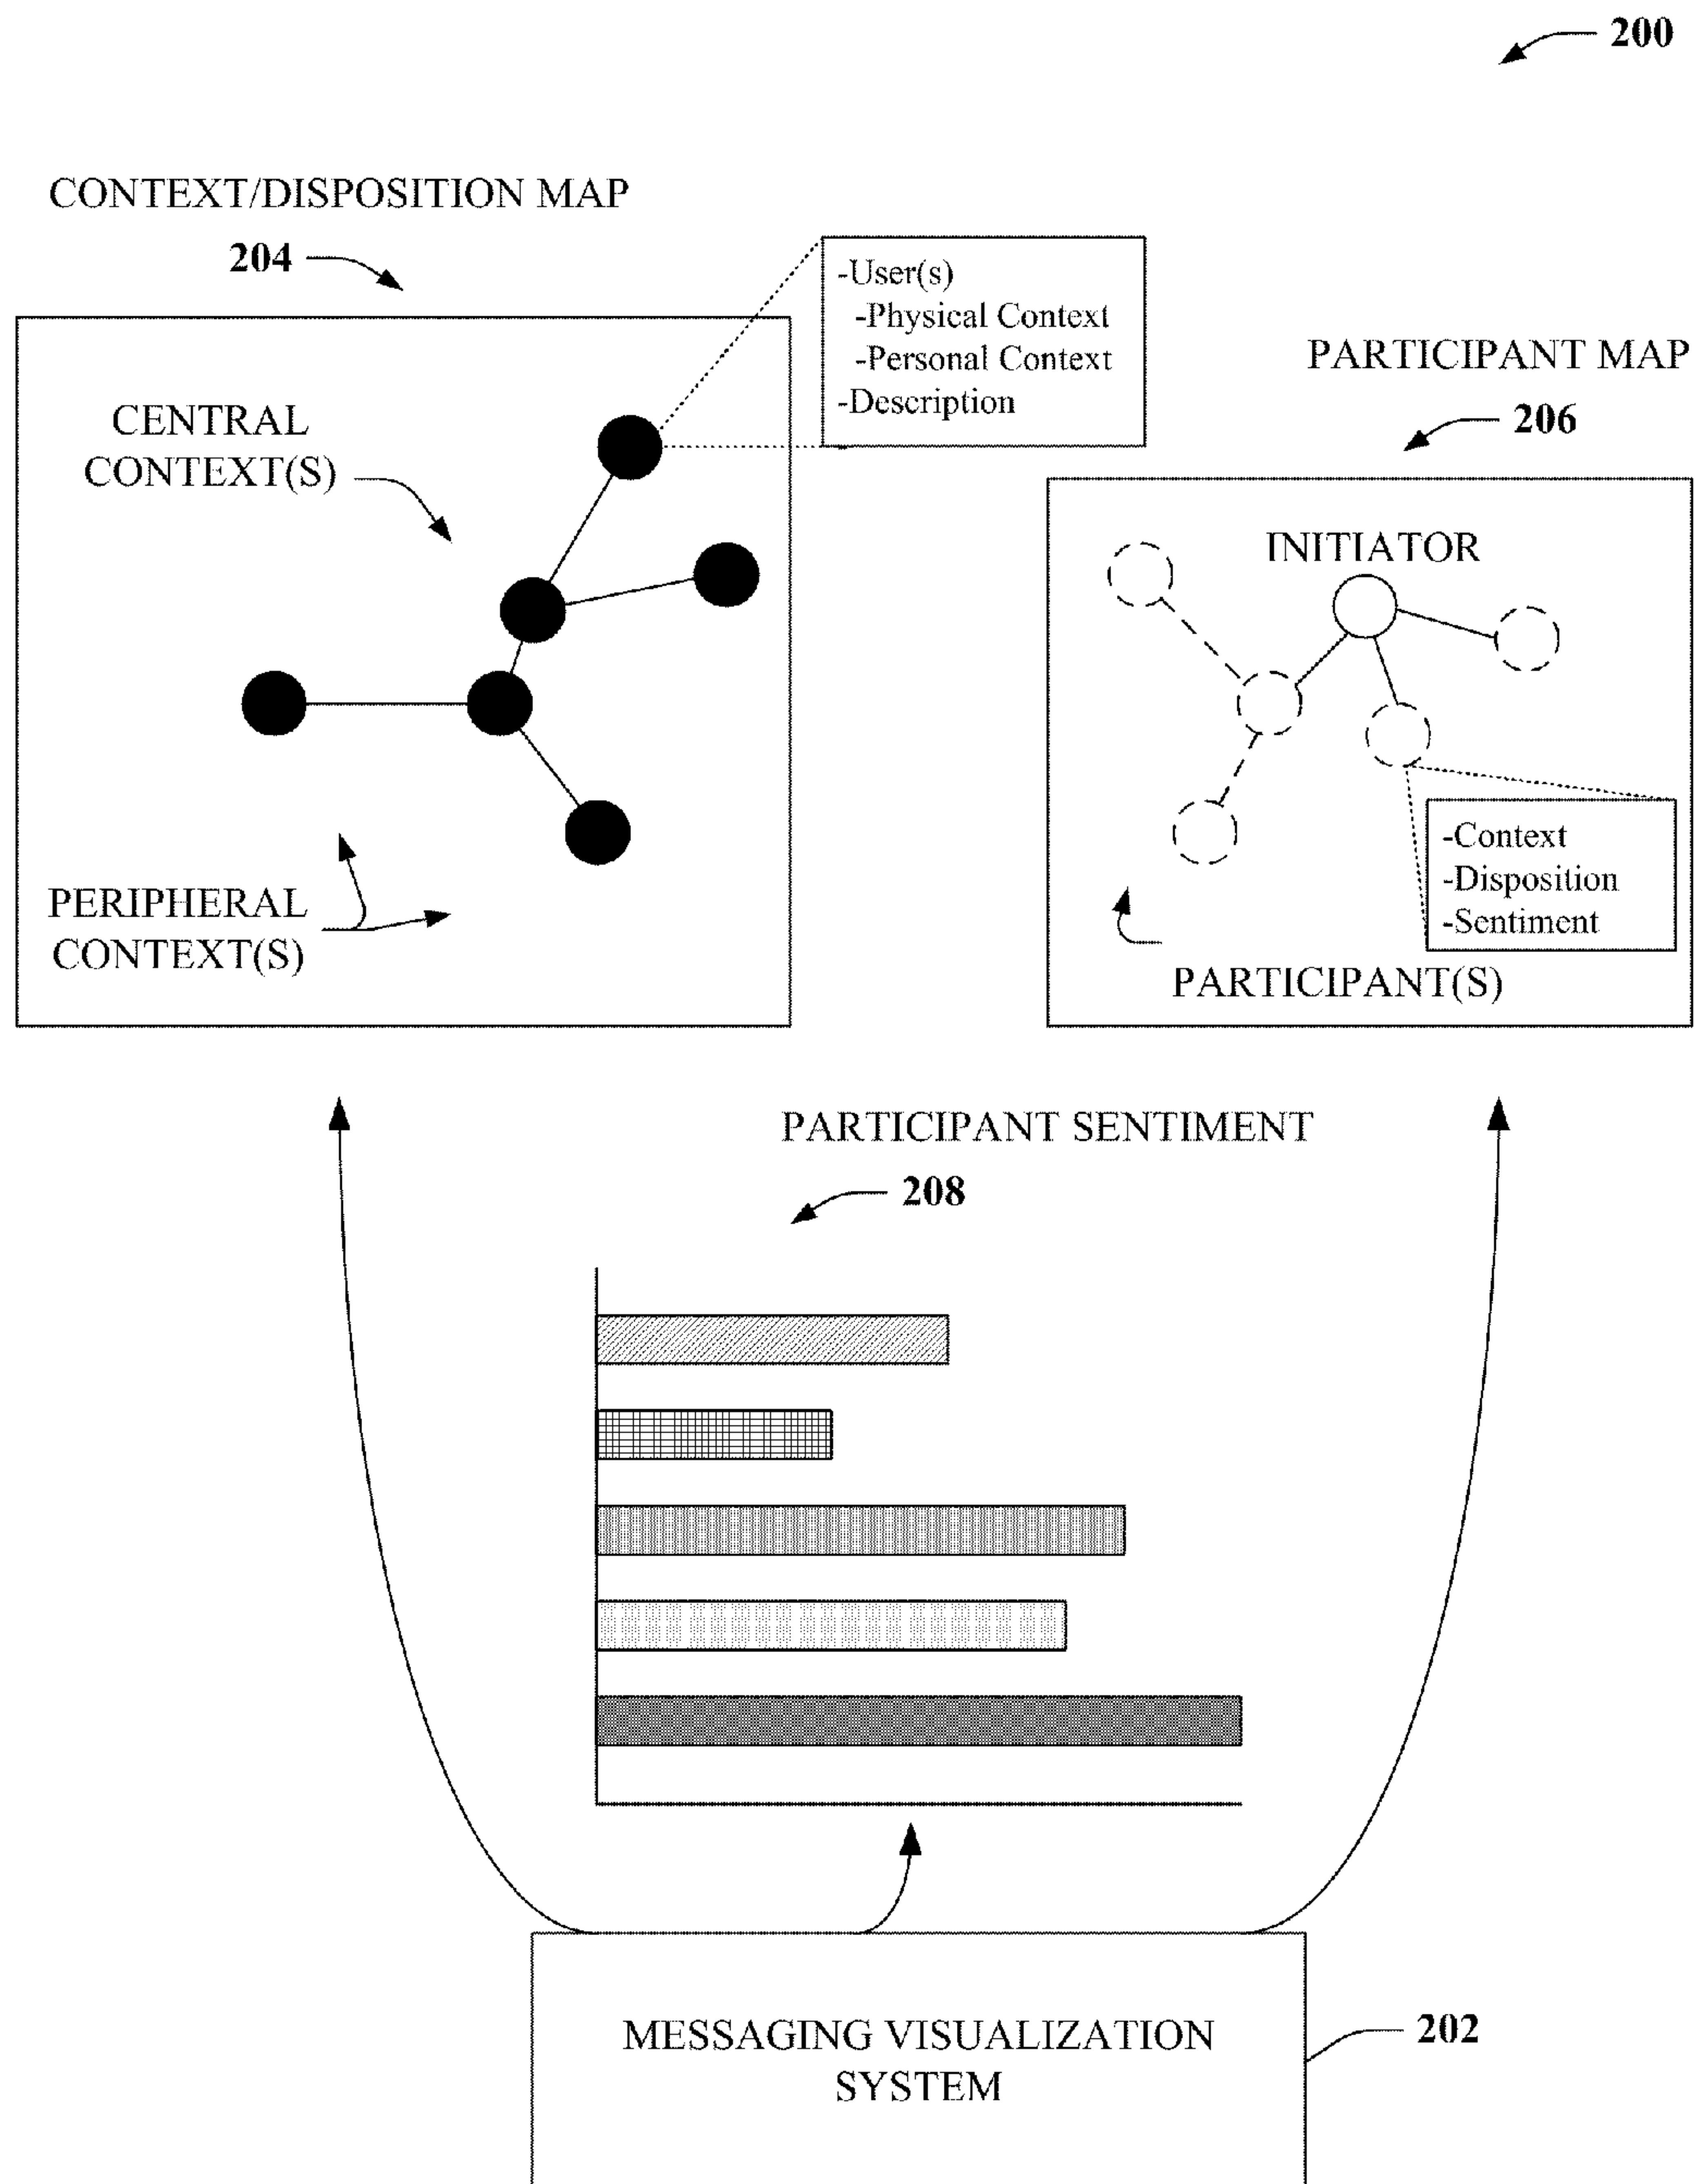 200
CONTEXT/DISPOSITION MAP
204
-User(s)
-Physical Context
-Personal Context
-Description
CENTRAL
CONTEXT(S)
PERIPHERAL
CONTEXT(S)
PARTICIPANT MAP
206
INITIATOR
-Context
-Disposition
-Sentiment
PARTICIPANT(S)
PARTICIPANT SENTIMENT
208
MESSAGING VISUALIZATION
SYSTEM
202